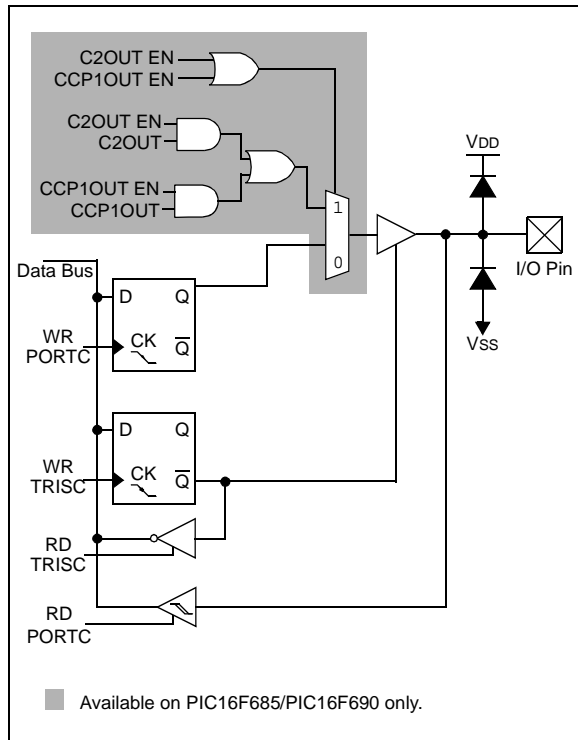 C2OUT EN
CCP1OUT EN
C2OUT EN
C2OUT
CCP1OUT EN
CCP1OUT
1
0
VDD
I/O Pin
VSS
Data Bus
D Q
WR
PORTC
CK Q
D Q
WR
TRISC
CK Q
RD
TRISC
RD
PORTC
Available on PIC16F685/PIC16F690 only.